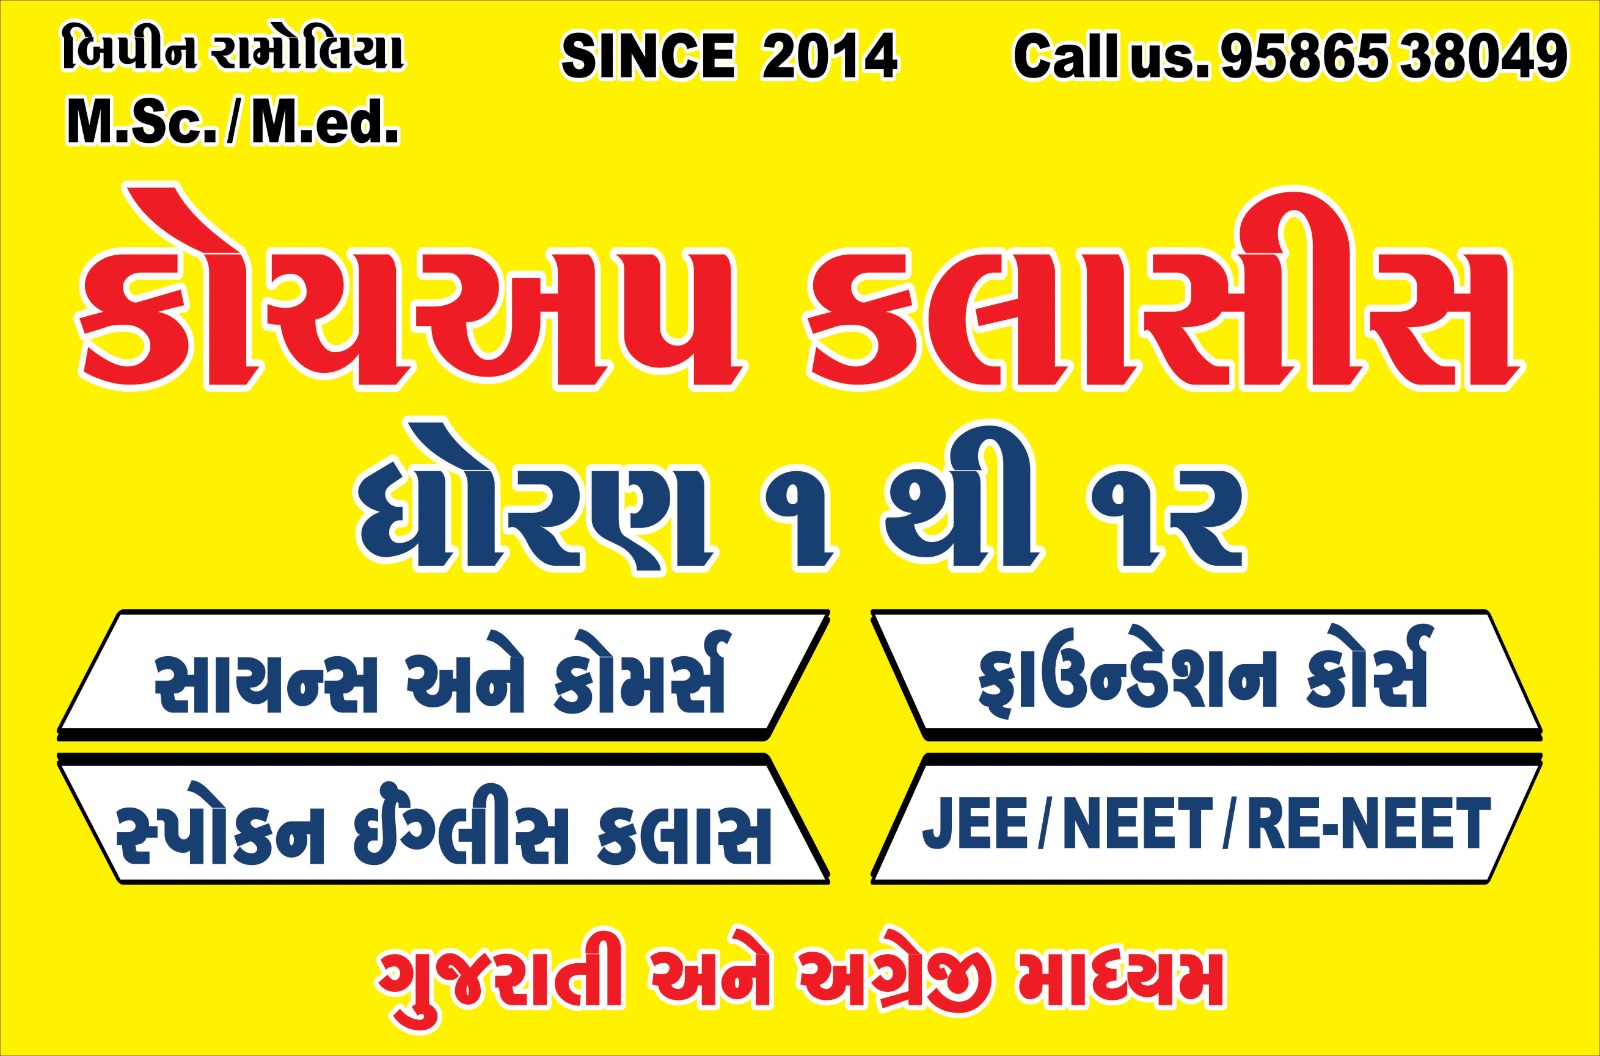 બિપીન રામોલિયા
M.Sc. / M.ed.
SINCE 2014
Call us. 95865 38049
કોચઅપ કલાસીસ
ધોરણ ૧ થી ૧૨
સાયન્સ અને કોમર્સ
ફાઉન્ડેશન કોર્સ
સ્પોકન ઈંગ્લીસ કલાસ
JEE / NEET / RE-NEET
ગુજરાતી અને અગ્રેજી માધ્યમ